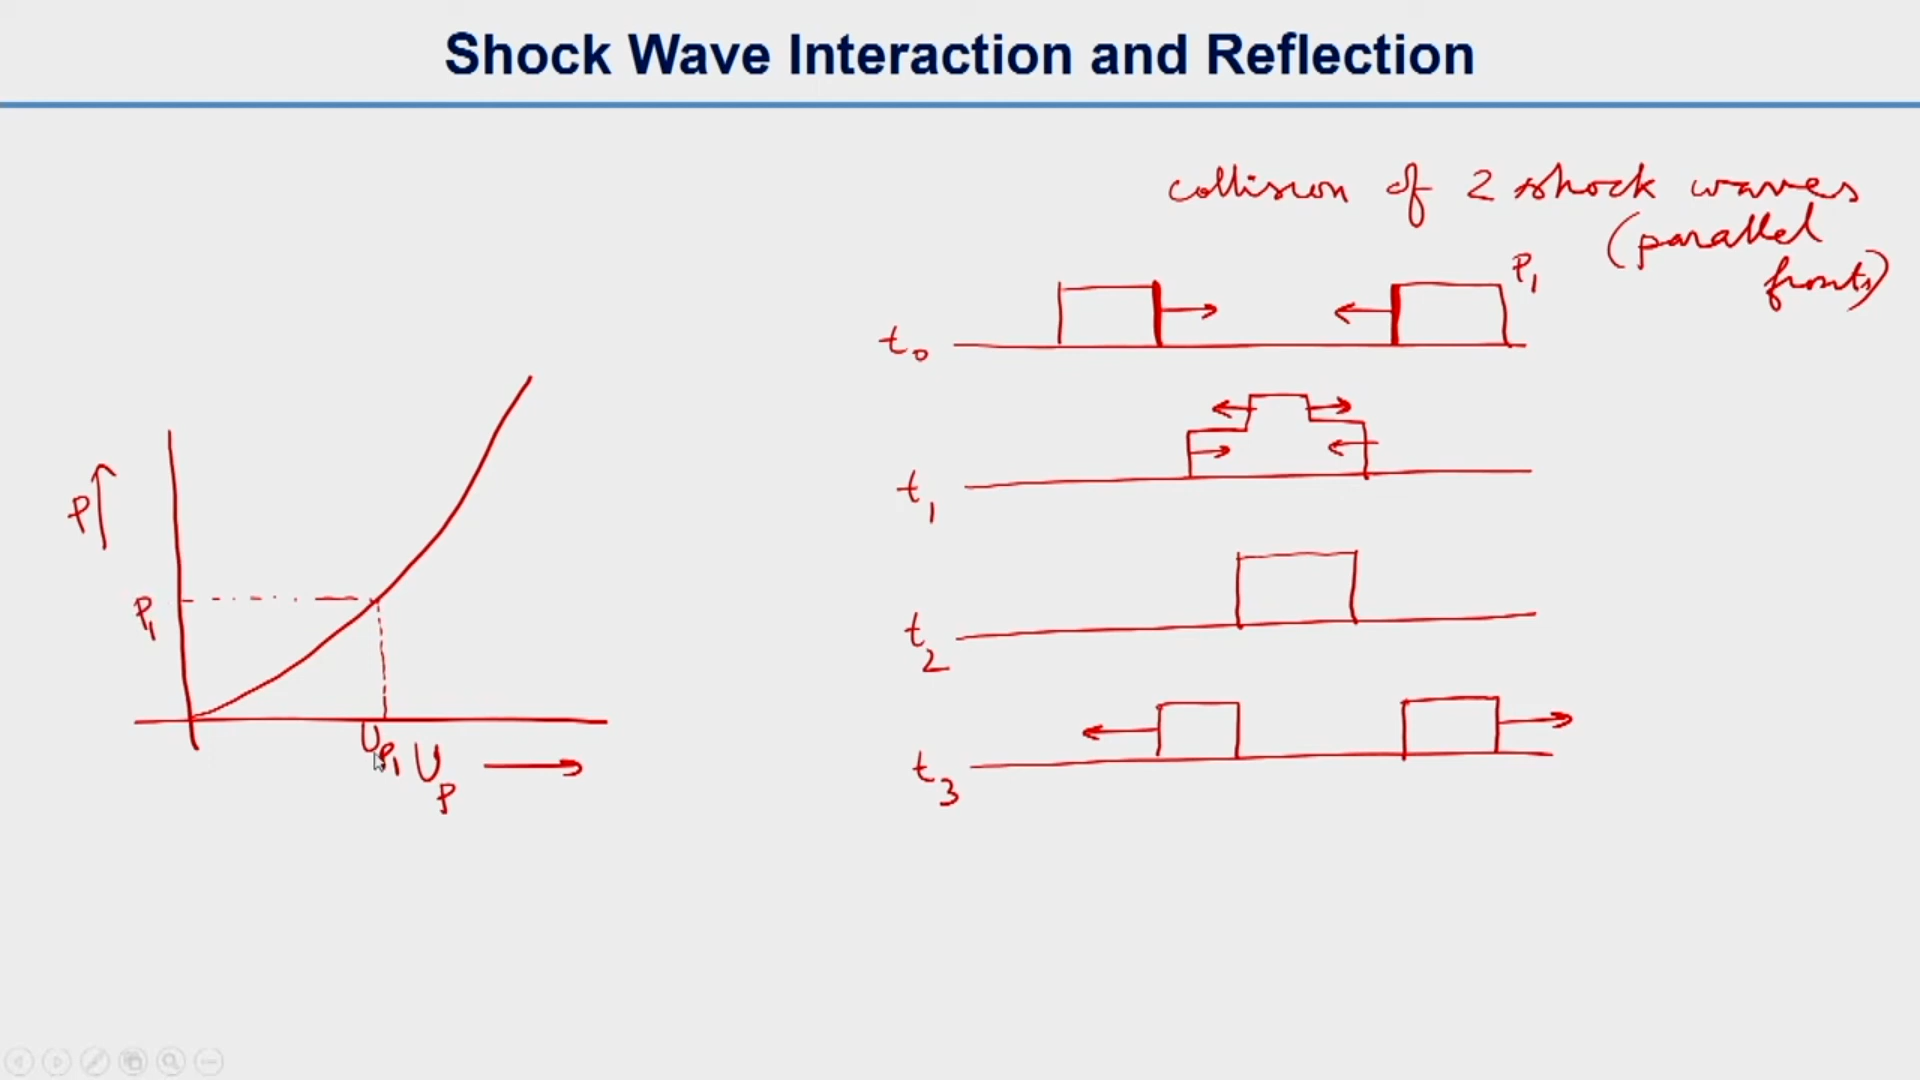 Shock Wave Interaction and Reflection
collision of 2 shock waves
(parallel
fronts)
P1
t0
t1
t2
t3
P
P1
UP1
UP